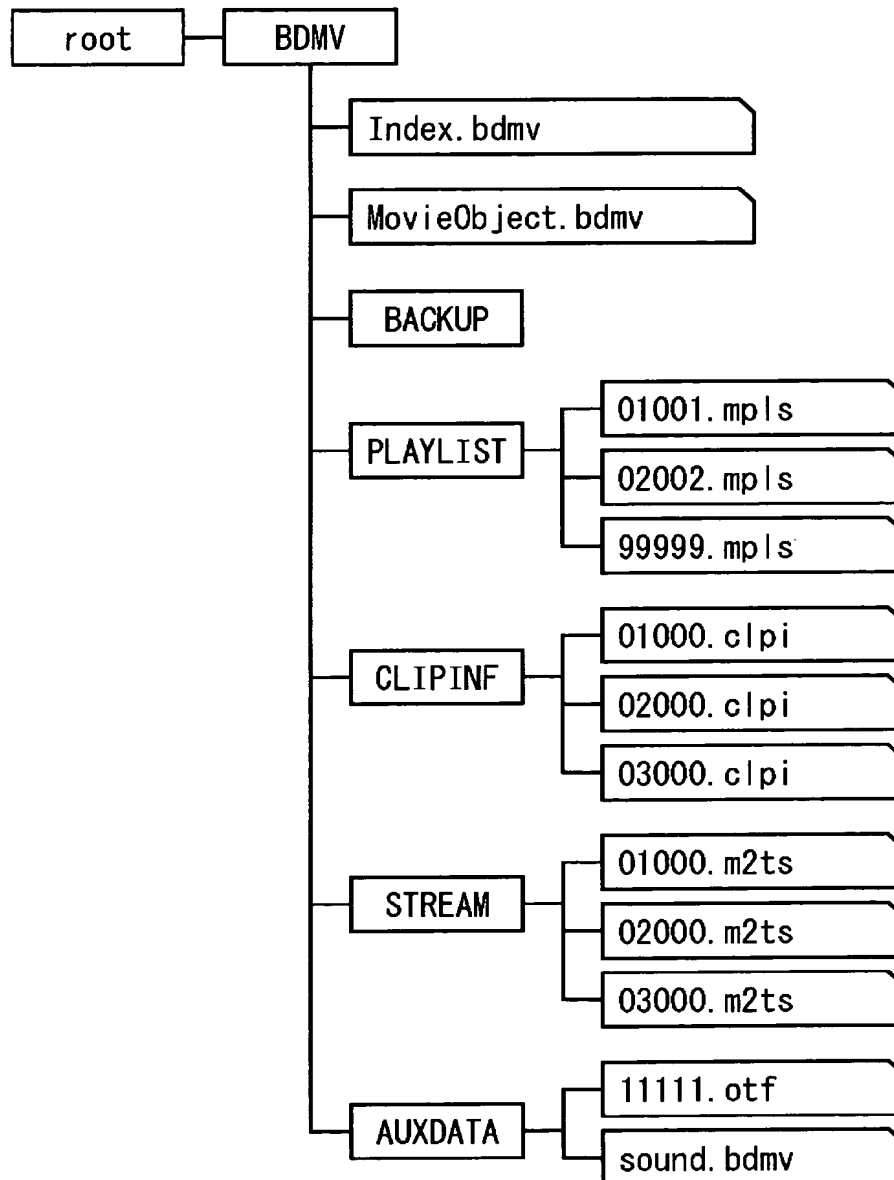 root
BDMV
Index.bdmv
MovieObject.bdmv
BACKUP
PLAYLIST
01001.mpls
02002.mpls
99999.mpls
CLIPINF
01000.clpi
02000.clpi
03000.clpi
STREAM
01000.m2ts
02000.m2ts
03000.m2ts
AUXDATA
11111.otf
sound.bdmv